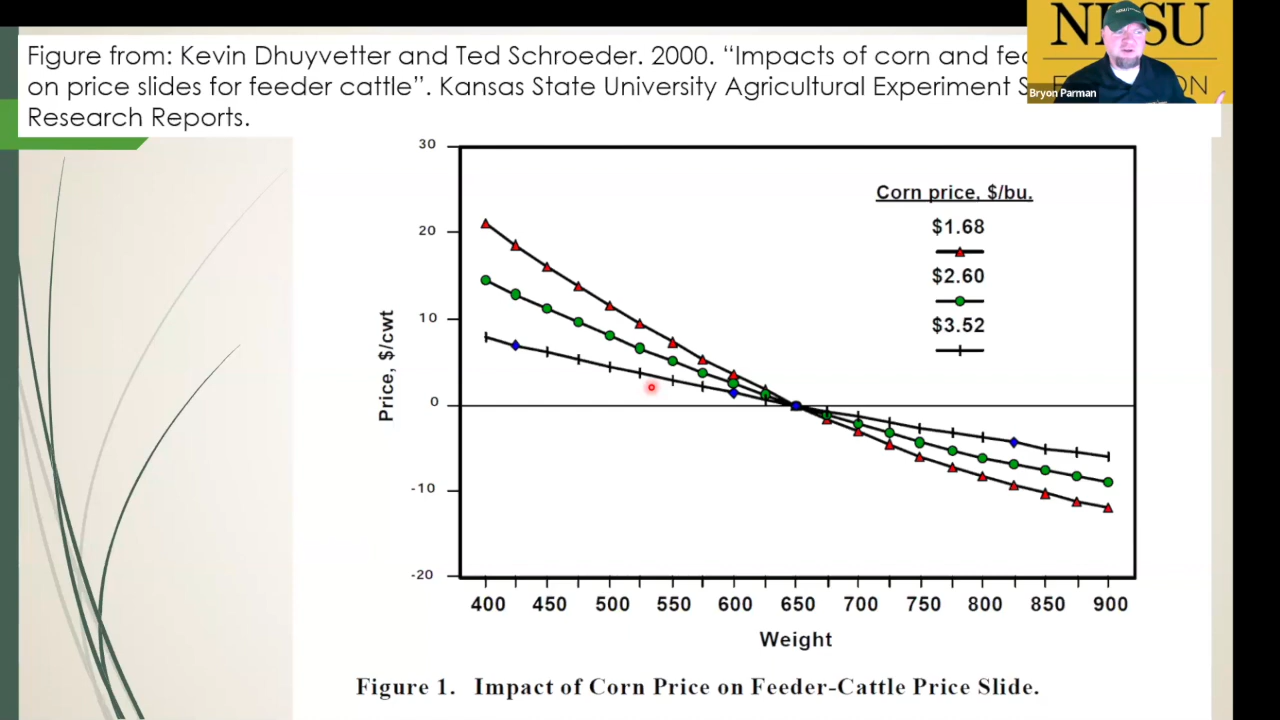 Figure from: Kevin Dhuyvetter and Ted Schroeder. 2000. "Impacts of corn and
on price slides for feeder cattle". Kansas State University Agricultural Experiment
Research Reports.
Bryon Parman
30
20
10
0
-10
-20
Price, $/cwt
Corn price, $/bu.
$1.68
$2.60
$3.52
400 450 500 550 600 650 700 750 800 850 900
Weight
Figure 1. Impact of Corn Price on Feeder-Cattle Price Slide.